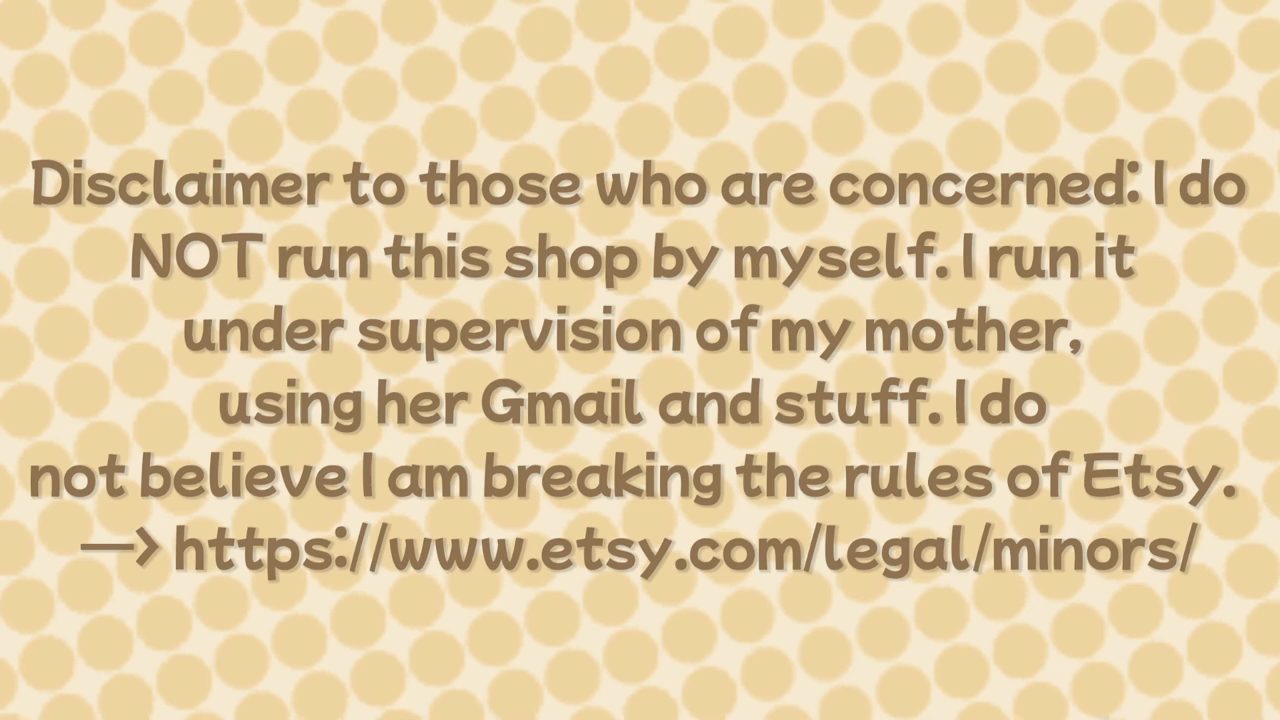 Disclaimer to those who are concerned: I do
NOT run this shop by myself. I run it
under supervision of my mother,
using her Gmail and stuff. I do
not believe I am breaking the rules of Etsy.
—> https://www.etsy.com/legal/minors/